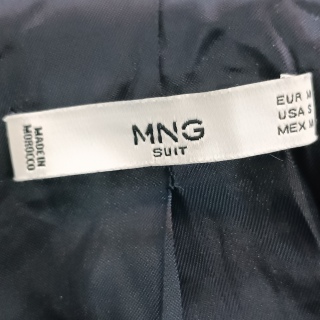 MADE IN
MOROCCO
MNG
SUIT
EUR M
USA S
MEX M